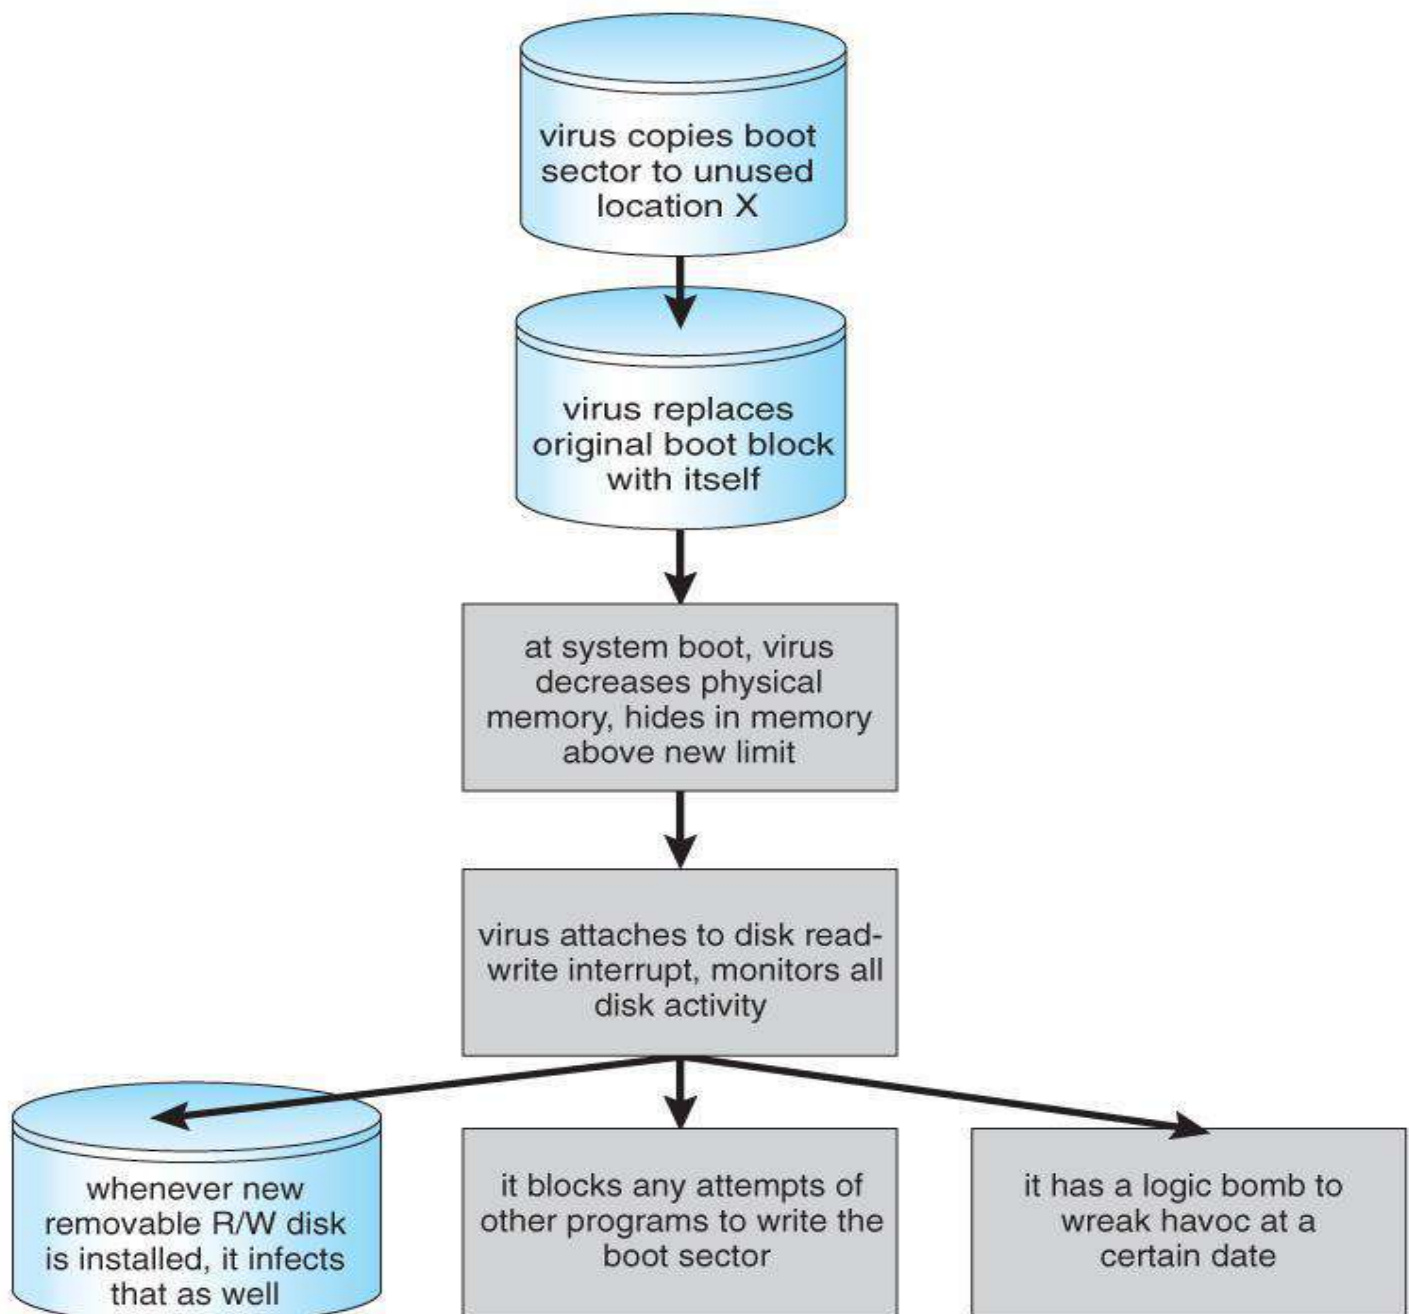 virus copies boot
sector to unused
location X
virus replaces
original boot block
with itself
at system boot, virus
decreases physical
memory, hides in memory
above new limit
virus attaches to disk read-
write interrupt, monitors all
disk activity
whenever new
removable R/W disk
is installed, it infects
that as well
it blocks any attempts of
other programs to write the
boot sector
it has a logic bomb to
wreak havoc at a
certain date